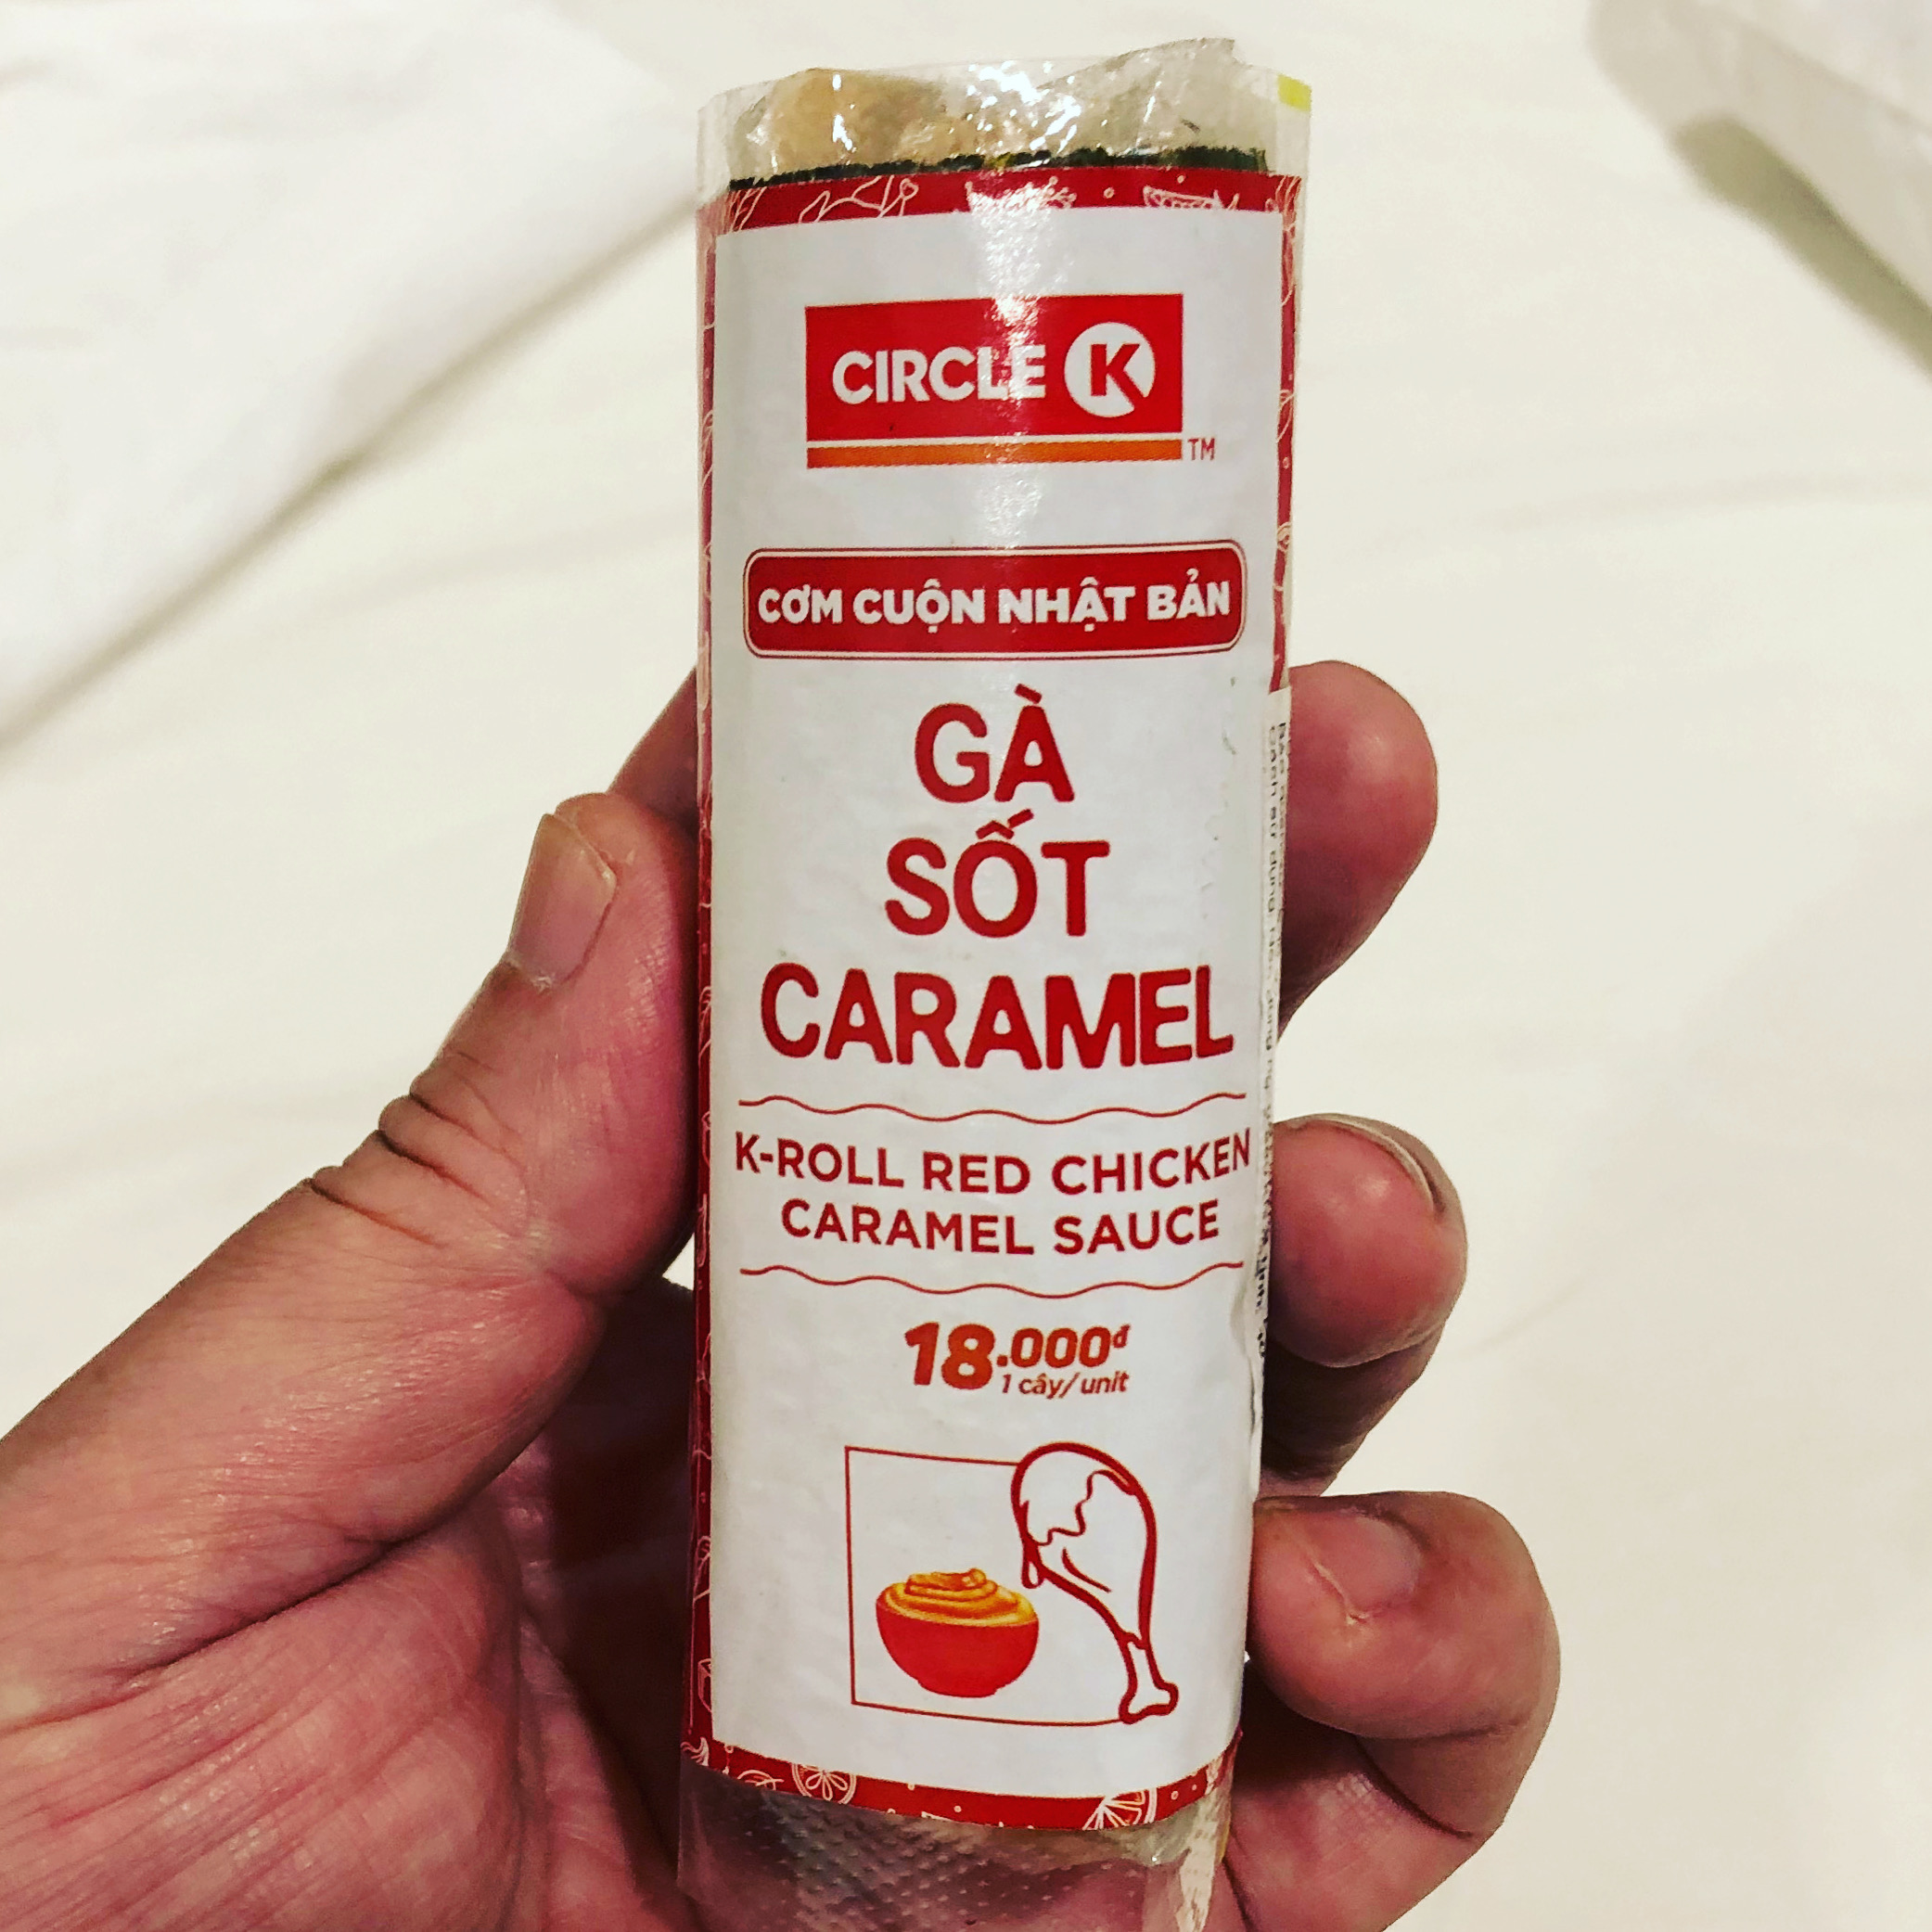 CIRCLE K
TM
CƠM CUỘN NHẬT BẢN
GÀ
SỐT
CARAMEL
K-ROLL RED CHICKEN
CARAMEL SAUCE
18.000đ
1 cây/unit